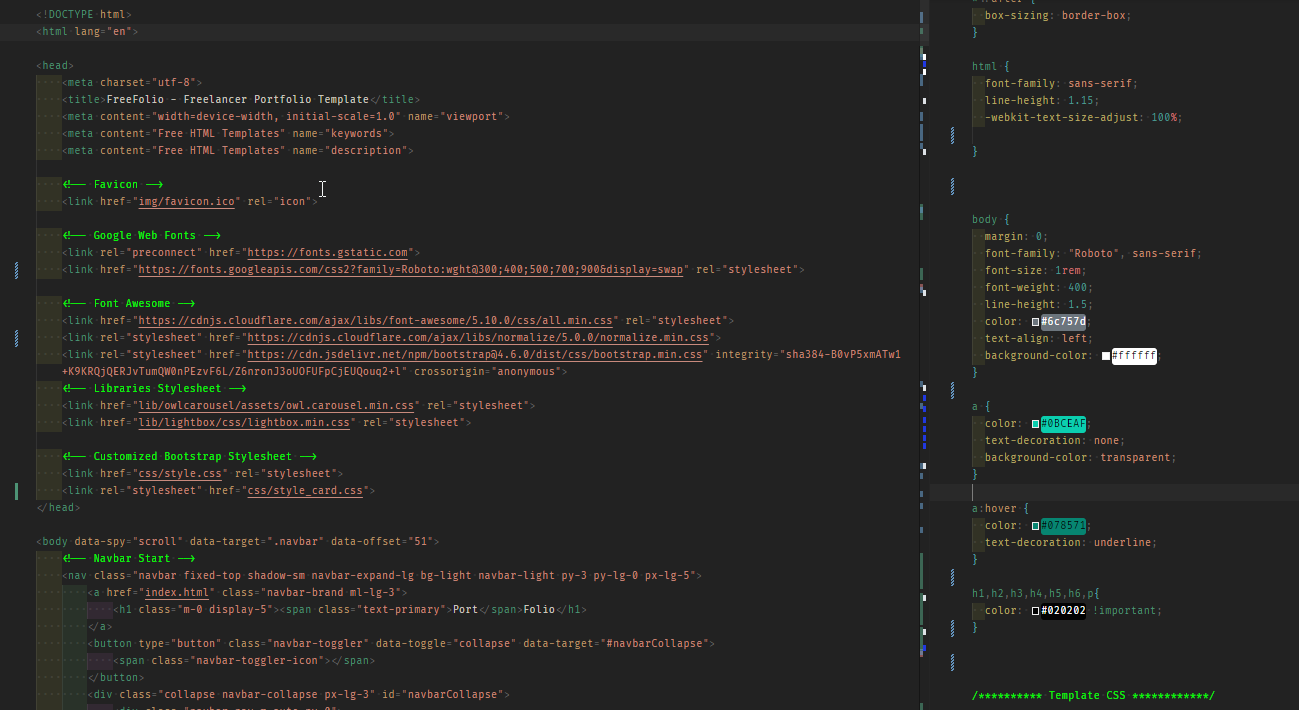 <!DOCTYPE html>
<html lang="en">
<head>
<meta charset="utf-8">
<title>FreeFolio - Freelancer Portfolio Template</title>
<meta content="width=device-width, initial-scale=1.0" name="viewport">
<meta content="Free HTML Templates" name="keywords">
<meta content="Free HTML Templates" name="description">
<!-- Favicon -->
<link href="img/favicon.ico" rel="icon">
<!-- Google Web Fonts -->
<link rel="preconnect" href="https://fonts.gstatic.com">
<link href="https://fonts.googleapis.com/css2?family=Roboto:wght@300;400;500;700;900&display=swap" rel="stylesheet">
<!-- Font Awesome -->
<link href="https://cdnjs.cloudflare.com/ajax/libs/font-awesome/5.10.0/css/all.min.css" rel="stylesheet">
<link rel="stylesheet" href="https://cdnjs.cloudflare.com/ajax/libs/normalize/5.0.0/normalize.min.css">
<link rel="stylesheet" href="https://cdn.jsdelivr.net/npm/bootstrap@4.6.0/dist/css/bootstrap.min.css" integrity="sha384-B0vP5xmATw1
+K9KRQjQERJvTumQW0nPEzvF6L/Z6nronJ3oUOFUFpCjEUQouq2+l" crossorigin="anonymous">
<!-- Libraries Stylesheet -->
<link href="lib/owlcarousel/assets/owl.carousel.min.css" rel="stylesheet">
<link href="lib/lightbox/css/lightbox.min.css" rel="stylesheet">
<!-- Customized Bootstrap Stylesheet -->
<link href="css/style.css" rel="stylesheet">
<link rel="stylesheet" href="css/style_card.css">
</head>
<body data-spy="scroll" data-target=".navbar" data-offset="51">
<!-- Navbar Start -->
<nav class="navbar fixed-top shadow-sm navbar-expand-lg bg-light navbar-light py-3 py-lg-0 px-lg-5">
<a href="index.html" class="navbar-brand ml-lg-3">
<h1 class="m-0 display-5"><span class="text-primary">Port</span>Folio</h1>
</a>
<button type="button" class="navbar-toggler" data-toggle="collapse" data-target="#navbarCollapse">
<span class="navbar-toggler-icon"></span>
</button>
<div class="collapse navbar-collapse px-lg-3" id="navbarCollapse">
box-sizing: border-box;
}
html {
font-family: sans-serif;
line-height: 1.15;
-webkit-text-size-adjust: 100%;
}
body {
margin: 0;
font-family: "Roboto", sans-serif;
font-size: 1rem;
font-weight: 400;
line-height: 1.5;
color: #6c757d;
text-align: left;
background-color: #ffffff;
}
a {
color: #0BCEAF;
text-decoration: none;
background-color: transparent;
}
a:hover {
color: #078571;
text-decoration: underline;
}
h1,h2,h3,h4,h5,h6,p{
color: #020202 !important;
}
/********** Template CSS ************/